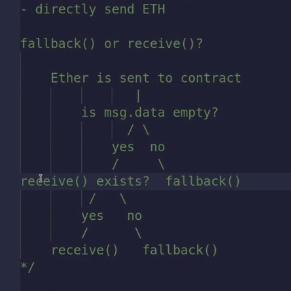 - directly send ETH
fallback() or receive()?
Ether is sent to contract
|
is msg.data empty?
/ \
yes no
/ \
receive() exists? fallback()
/ \
yes no
/ \
receive() fallback()
*/